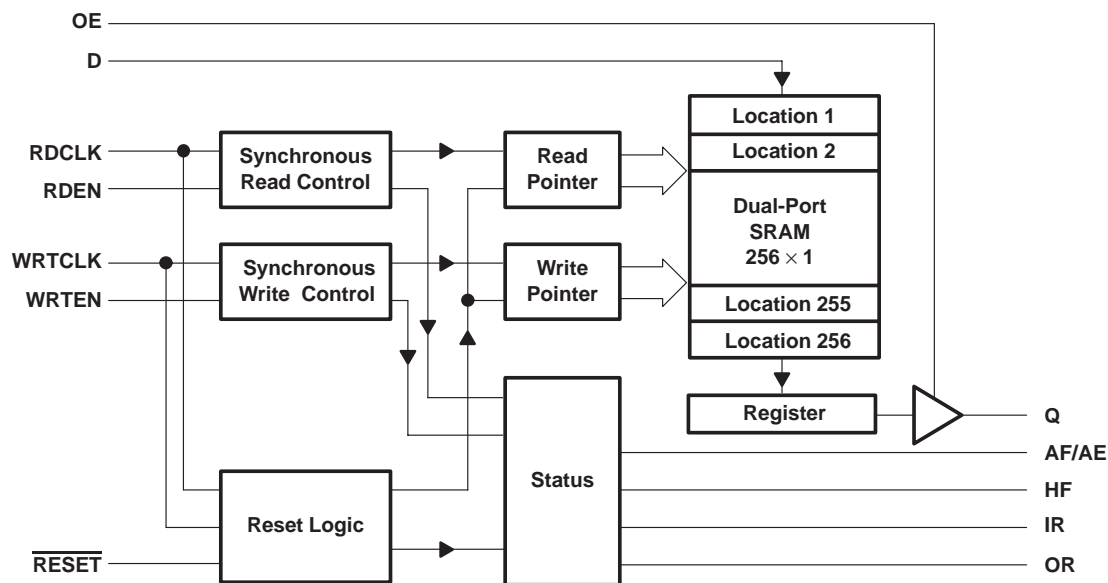 OE
D
RDCLK
RDEN
WRTCLK
WRTEN
RESET
Synchronous
Read Control
Synchronous
Write Control
Reset Logic
Read
Pointer
Write
Pointer
Status
Location 1
Location 2
Dual-Port
SRAM
256 × 1
Location 255
Location 256
Register
Q
AF/AE
HF
IR
OR